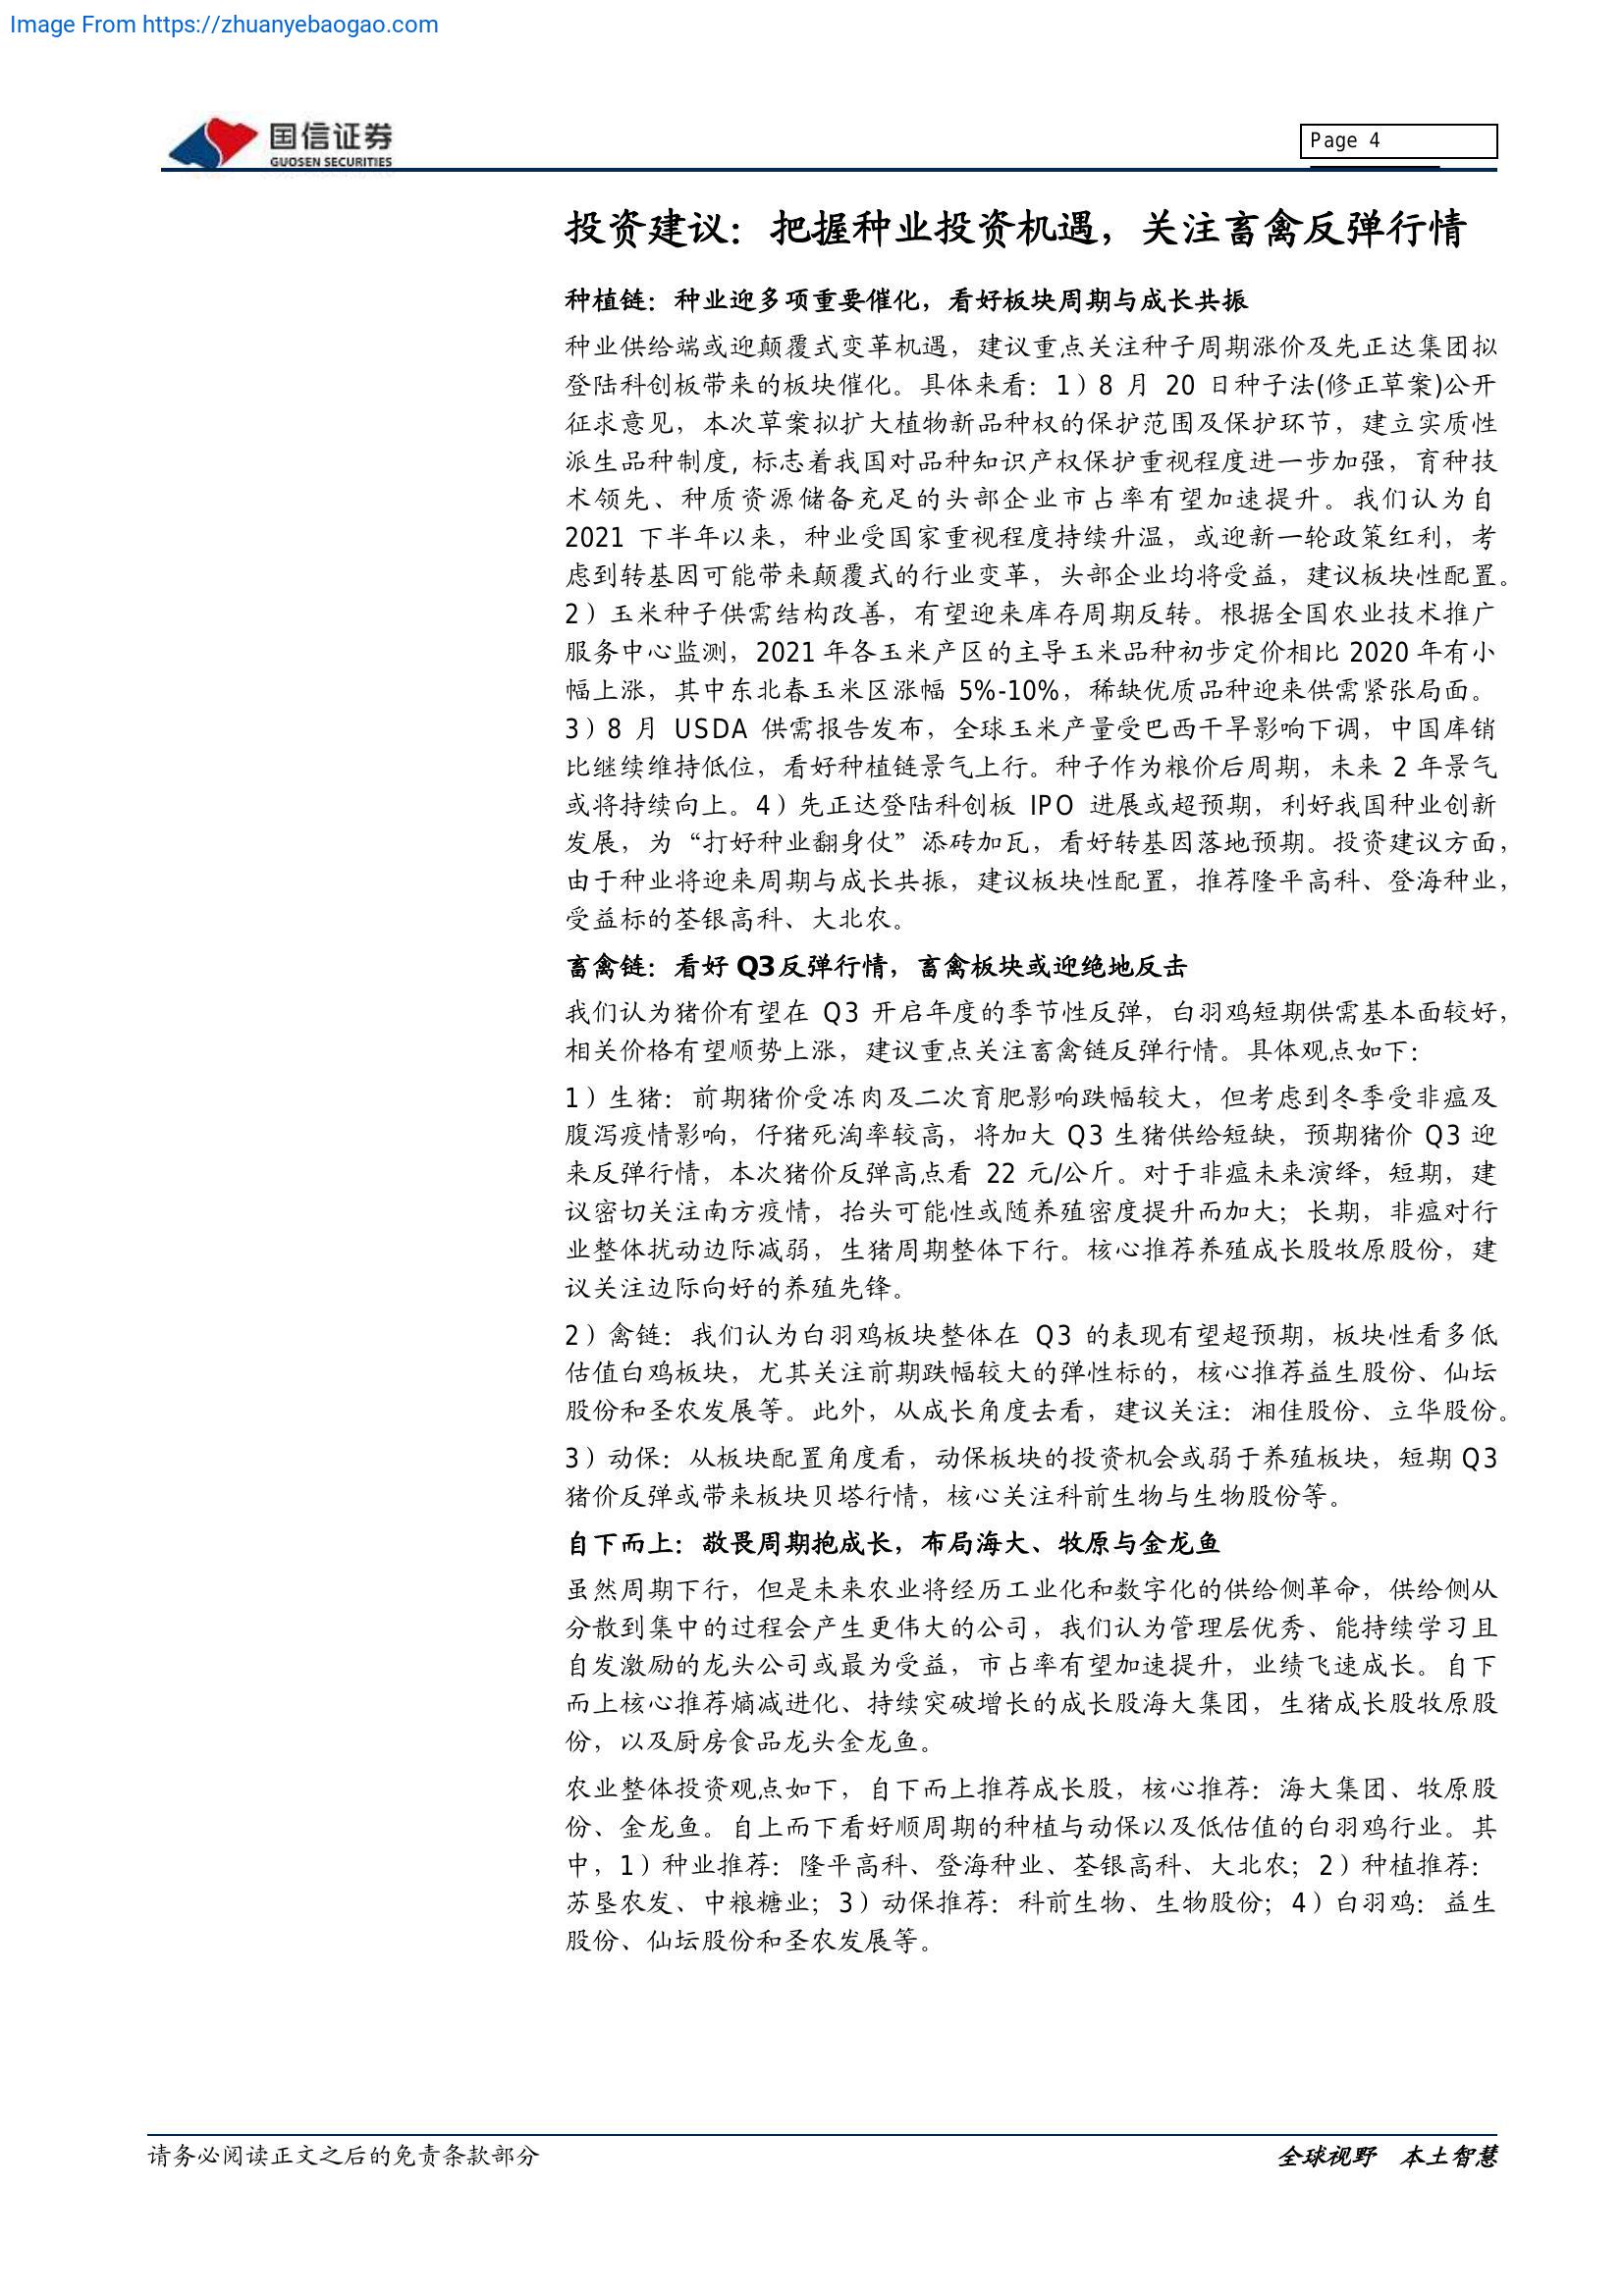 Image From https://zhuanyebaogao.com
国信证券
GUOSEN SECURITIES
Page 4
投资建议：把握种业投资机遇，关注畜禽反弹行情
种植链：种业迎多项重要催化，看好板块周期与成长共振
种业供给端或迎颠覆式变革机遇，建议重点关注种子周期涨价及先正达集团拟
登陆科创板带来的板块催化。具体来看：1）8 月 20 日种子法(修正草案)公开
征求意见，本次草案拟扩大植物新品种权的保护范围及保护环节，建立实质性
派生品种制度，标志着我国对品种知识产权保护重视程度进一步加强，育种技
术领先、种质资源储备充足的头部企业市占率有望加速提升。我们认为自
2021 下半年以来，种业受国家重视程度持续升温，或迎新一轮政策红利，考
虑到转基因可能带来颠覆式的行业变革，头部企业均将受益，建议板块性配置。
2）玉米种子供需结构改善，有望迎来库存周期反转。根据全国农业技术推广
服务中心监测，2021 年各玉米产区的主导玉米品种初步定价相比 2020 年有小
幅上涨，其中东北春玉米区涨幅 5%-10%，稀缺优质品种迎来供需紧张局面。
3）8 月 USDA 供需报告发布，全球玉米产量受巴西干旱影响下调，中国库销
比继续维持低位，看好种植链景气上行。种子作为粮价后周期，未来 2 年景气
或将持续向上。4）先正达登陆科创板 IPO 进展或超预期，利好我国种业创新
发展，为“打好种业翻身仗”添砖加瓦，看好转基因落地预期。投资建议方面，
由于种业将迎来周期与成长共振，建议板块性配置，推荐隆平高科、登海种业，
受益标的荃银高科、大北农。
畜禽链：看好 Q3 反弹行情，畜禽板块或迎绝地反击
我们认为猪价有望在 Q3 开启年度的季节性反弹，白羽鸡短期供需基本面较好，
相关价格有望顺势上涨，建议重点关注畜禽链反弹行情。具体观点如下：
1）生猪：前期猪价受冻肉及二次育肥影响跌幅较大，但考虑到冬季受非瘟及
腹泻疫情影响，仔猪死淘率较高，将加大 Q3 生猪供给短缺，预期猪价 Q3 迎
来反弹行情，本次猪价反弹高点看 22 元/公斤。对于非瘟未来演绎，短期，建
议密切关注南方疫情，抬头可能性或随养殖密度提升而加大；长期，非瘟对行
业整体扰动边际减弱，生猪周期整体下行。核心推荐养殖成长股牧原股份，建
议关注边际向好的养殖先锋。
2）禽链：我们认为白羽鸡板块整体在 Q3 的表现有望超预期，板块性看多低
估值白鸡板块，尤其关注前期跌幅较大的弹性标的，核心推荐益生股份、仙坛
股份和圣农发展等。此外，从成长角度去看，建议关注：湘佳股份、立华股份。
3）动保：从板块配置角度看，动保板块的投资机会或弱于养殖板块，短期 Q3
猪价反弹或带来板块贝塔行情，核心关注科前生物与生物股份等。
自下而上：敬畏周期抱成长，布局海大、牧原与金龙鱼
虽然周期下行，但是未来农业将经历工业化和数字化的供给侧革命，供给侧从
分散到集中的过程会产生更伟大的公司，我们认为管理层优秀、能持续学习且
自发激励的龙头公司或最为受益，市占率有望加速提升，业绩飞速成长。自下
而上核心推荐熵减进化、持续突破增长的成长股海大集团，生猪成长股牧原股
份，以及厨房食品龙头金龙鱼。
农业整体投资观点如下，自下而上推荐成长股，核心推荐：海大集团、牧原股
份、金龙鱼。自上而下看好顺周期的种植与动保以及低估值的白羽鸡行业。其
中，1）种业推荐：隆平高科、登海种业、荃银高科、大北农；2）种植推荐：
苏垦农发、中粮糖业；3）动保推荐：科前生物、生物股份；4）白羽鸡：益生
股份、仙坛股份和圣农发展等。
请务必阅读正文之后的免责条款部分
全球视野 本土智慧